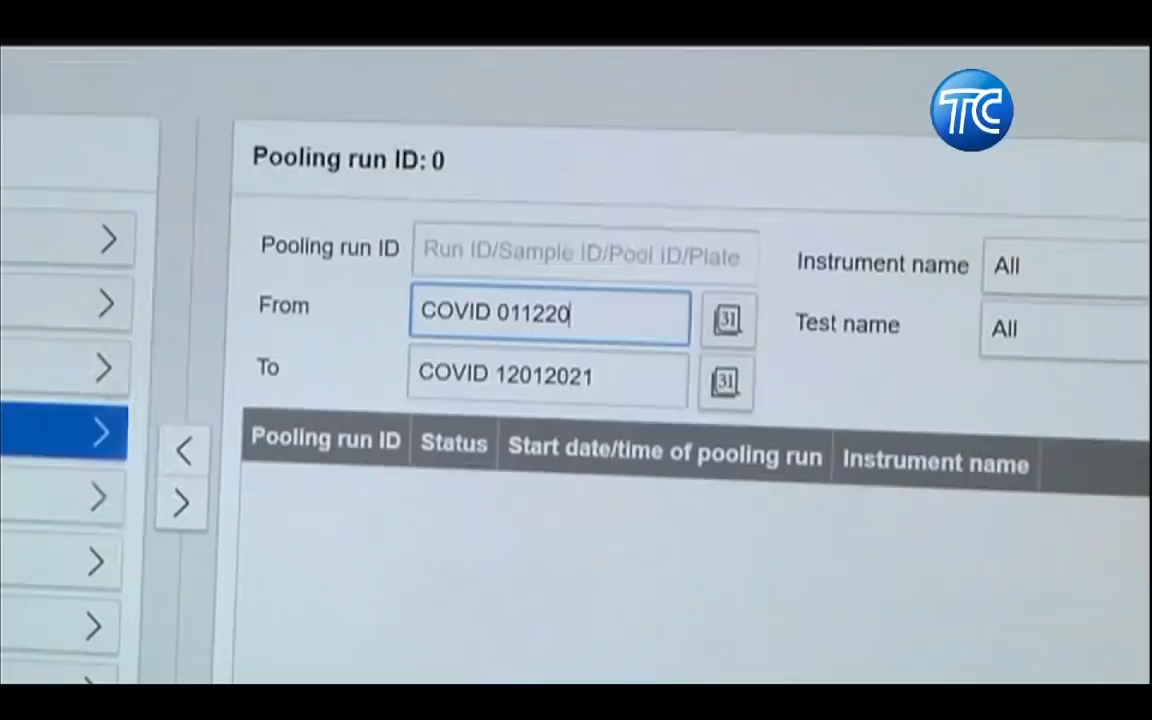 TC
Pooling run ID: 0
Pooling run ID Run ID/Sample ID/Pool ID/Plate Instrument name All
From COVID 011220 31 Test name All
To COVID 12012021 31
Pooling run ID Status Start date/time of pooling run Instrument name